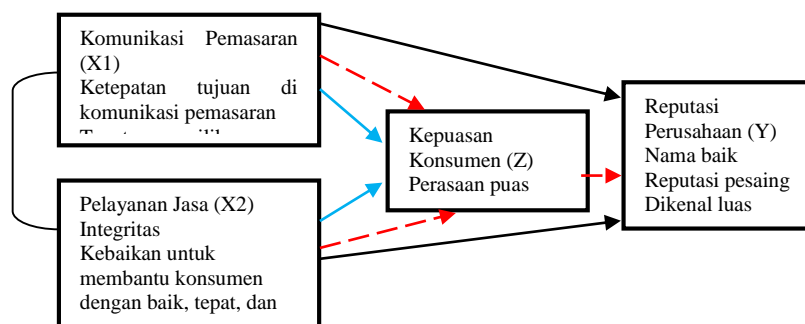 Komunikasi Pemasaran
(X1)
Ketepatan tujuan di
komunikasi pemasaran
Pelayanan Jasa (X2)
Integritas
Kebaikan untuk
membantu konsumen
dengan baik, tepat, dan
Kepuasan
Konsumen (Z)
Perasaan puas
Reputasi
Perusahaan (Y)
Nama baik
Reputasi pesaing
Dikenal luas